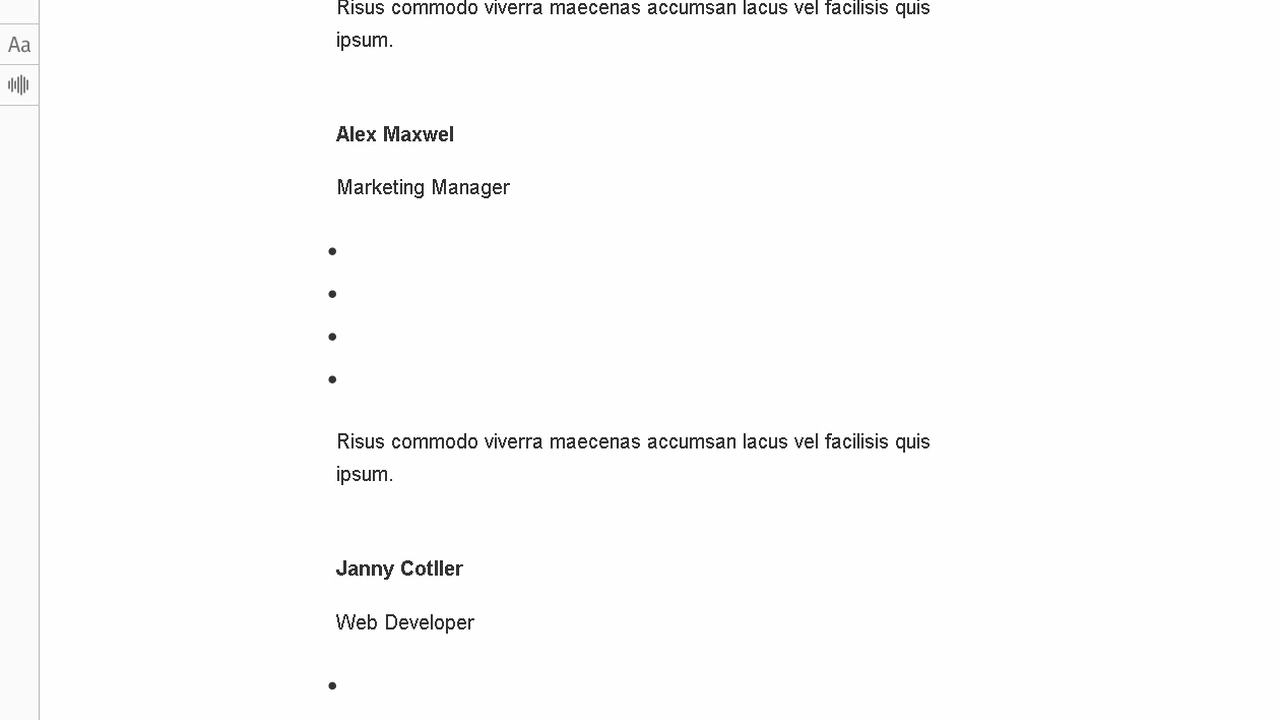 Risus commodo viverra maecenas accumsan lacus vel facilisis quis
ipsum.
Aa
Alex Maxwel
Marketing Manager
•
•
•
•
Risus commodo viverra maecenas accumsan lacus vel facilisis quis
ipsum.
Janny Cotller
Web Developer
•